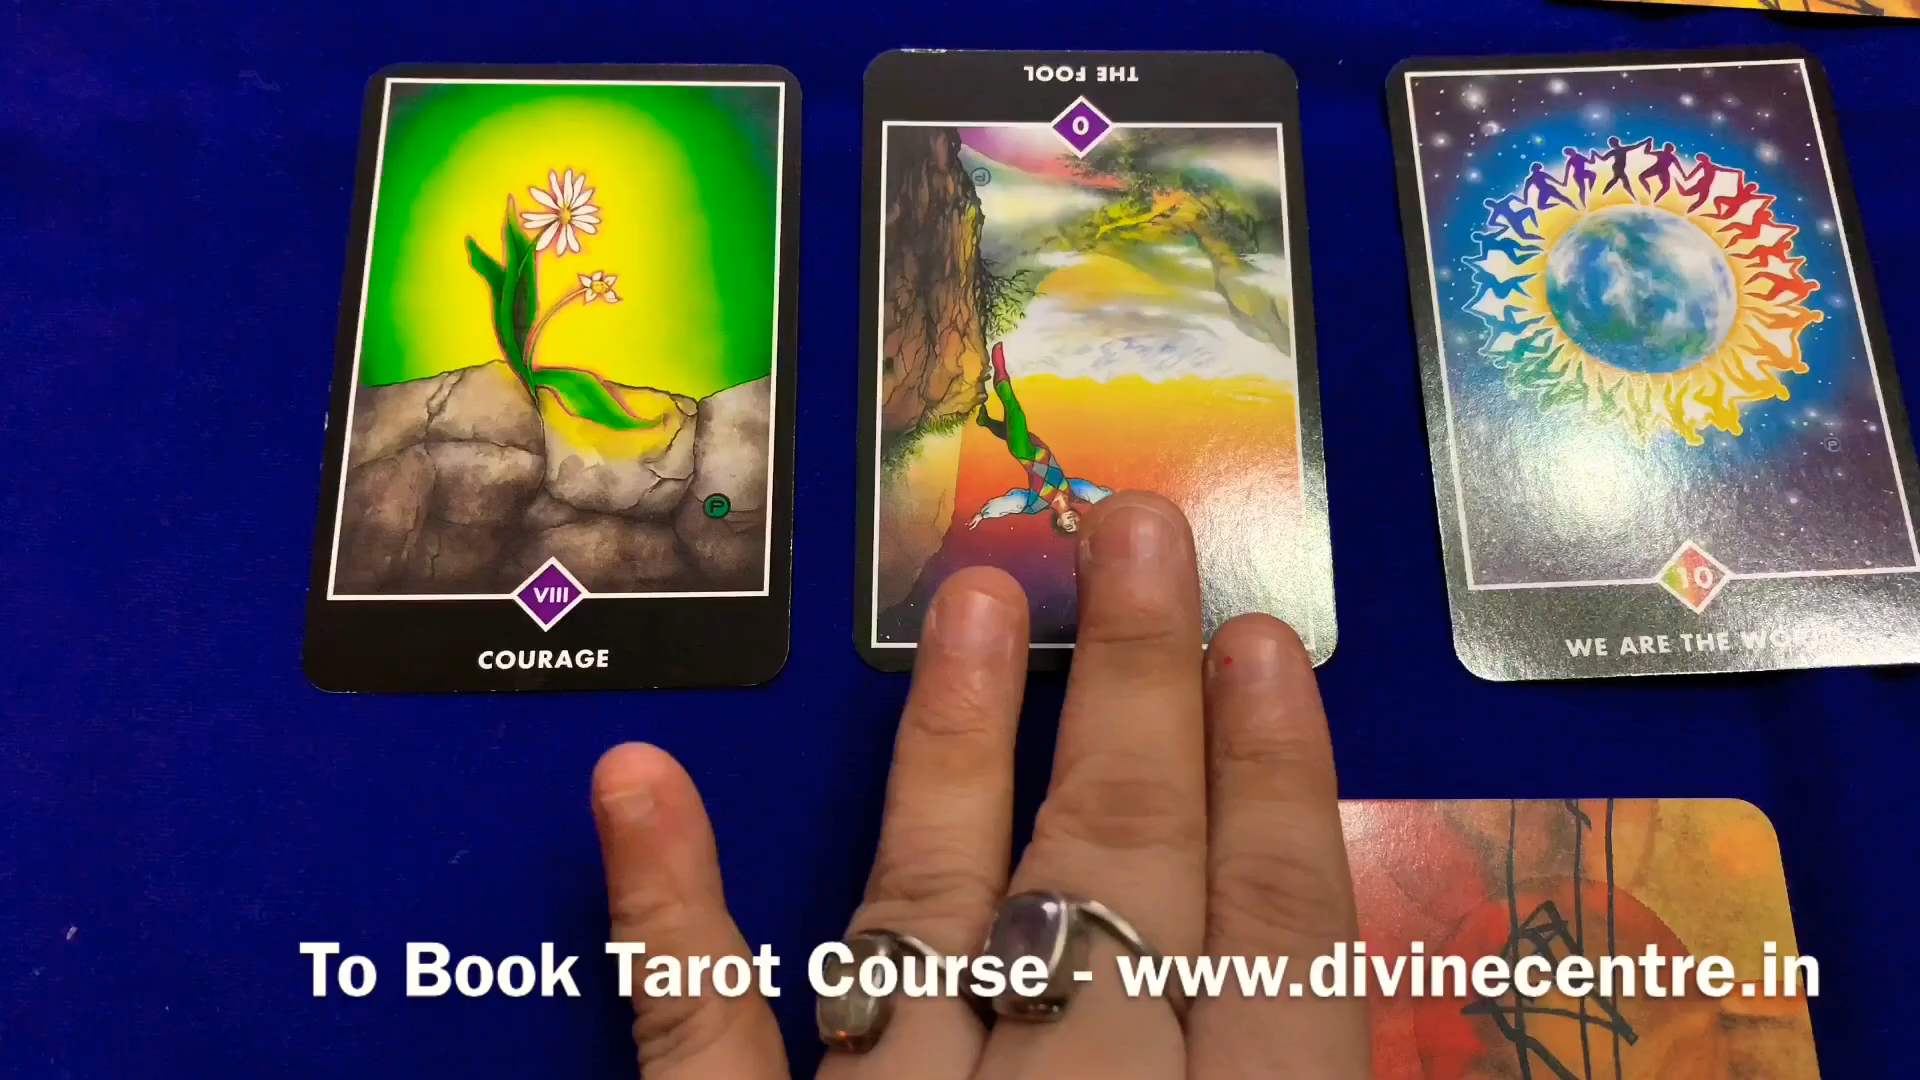 VIII
COURAGE
THE FOOL
0
10
WE ARE THE
To Book Tarot Course - www.divinecentre.in